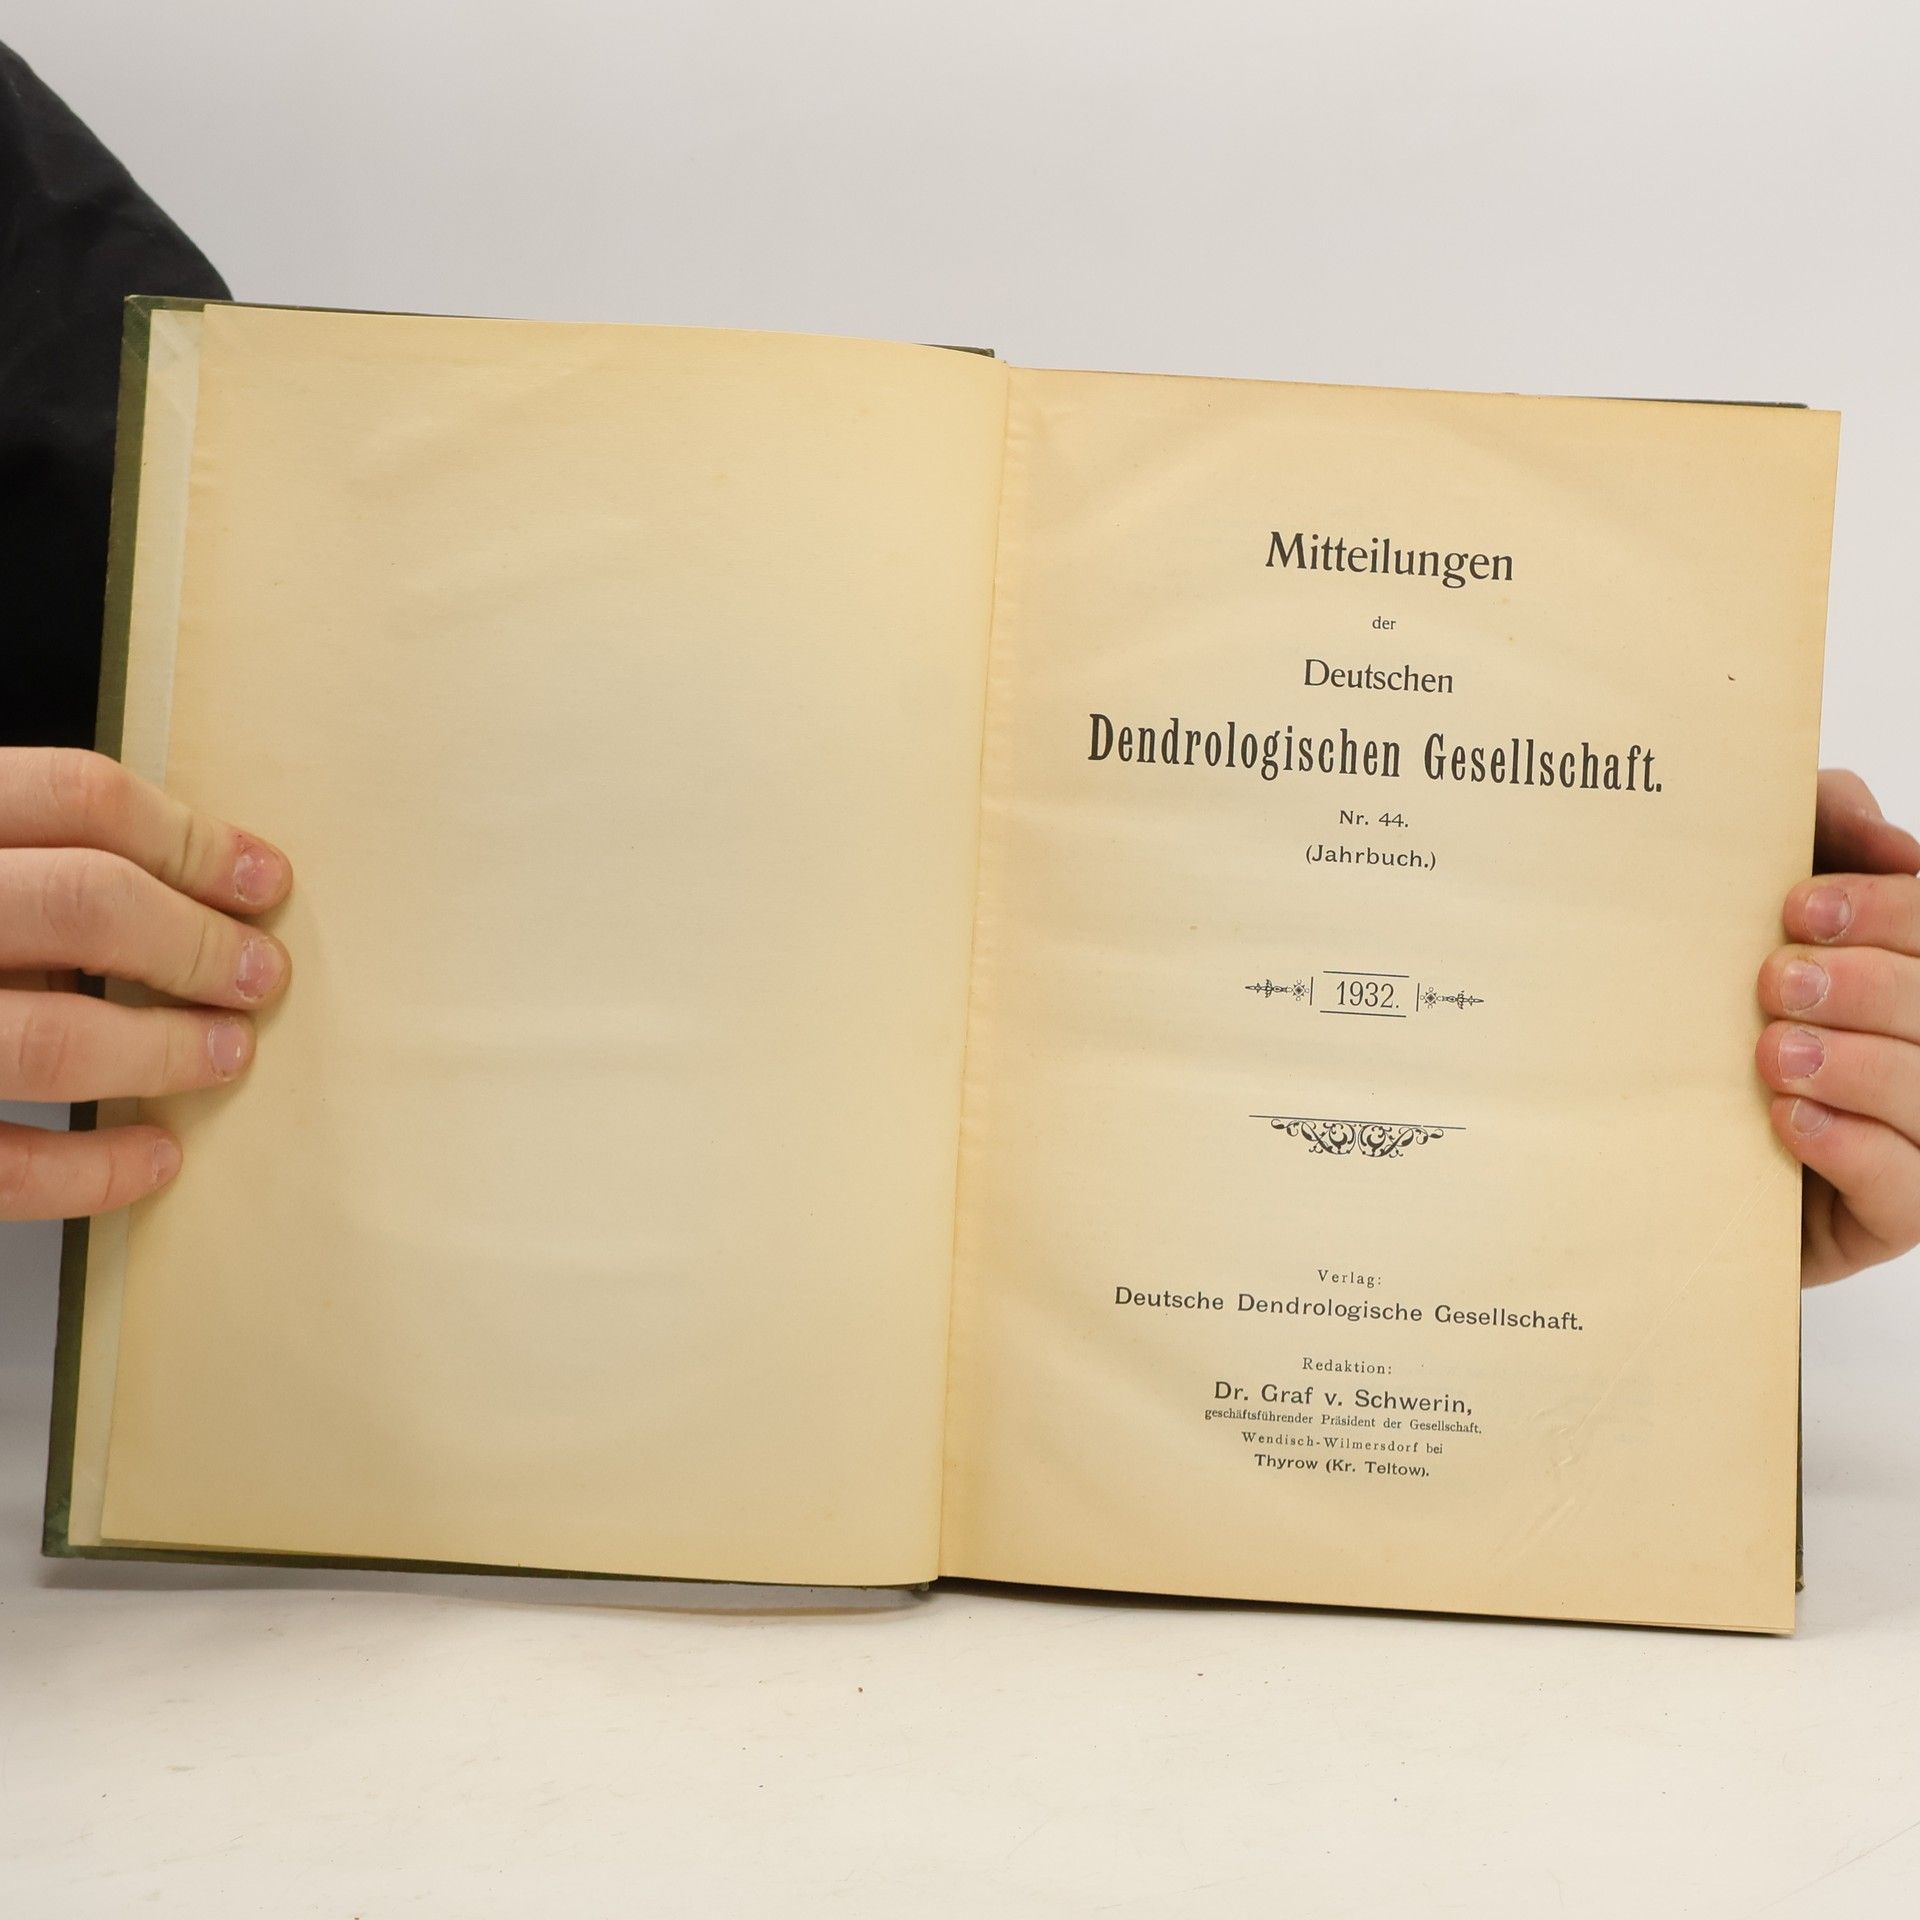 Mitteilungen
der
Deutschen
Dendrologischen Gesellschaft.
Nr. 44.
(Jahrbuch.)
1932.
Verlag:
Deutsche Dendrologische Gesellschaft.
Redaktion:
Dr. Graf v. Schwerin,
geschäftsführender Präsident der Gesellschaft.
Wendisch-Wilmersdorf bei
Thyrow (Kr. Teltow).